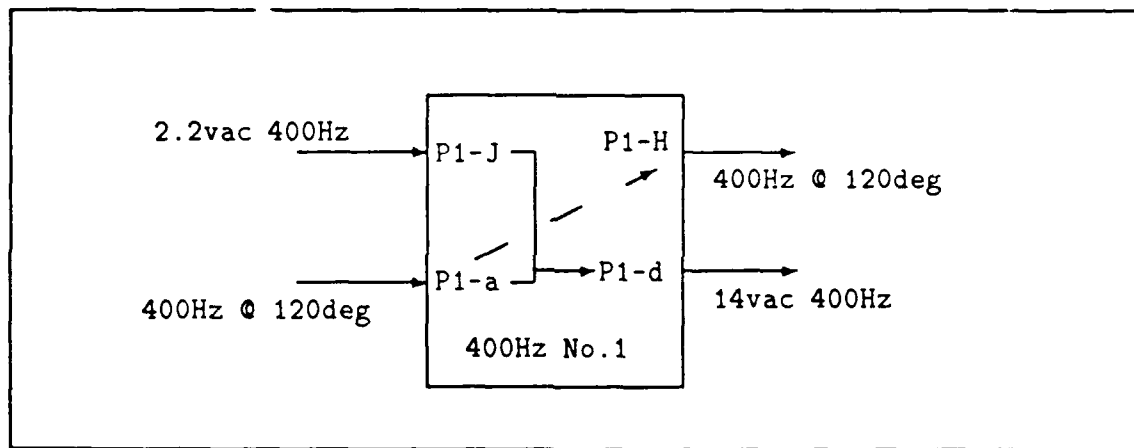 2.2vac 400Hz
P1-J
P1-H
400Hz @ 120deg
P1-a
P1-d
400Hz @ 120deg
14vac 400Hz
400Hz No.1